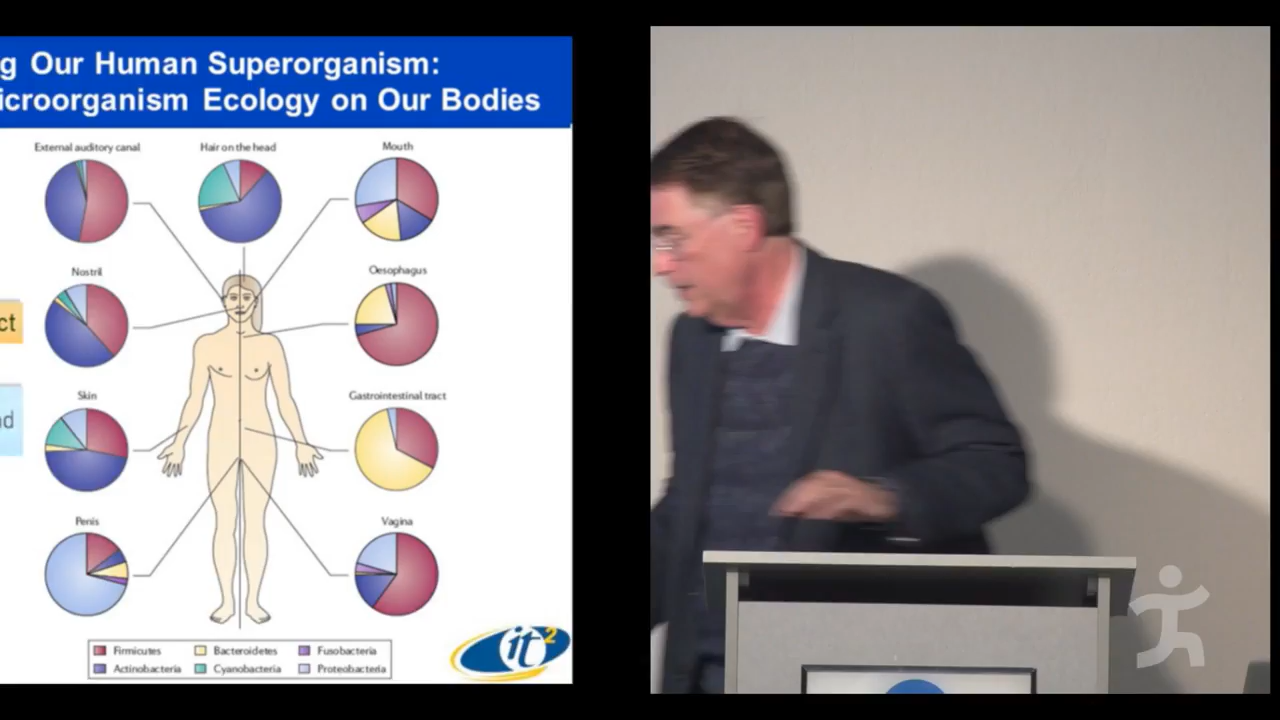 g Our Human Superorganism:
icroorganism Ecology on Our Bodies
External auditory canal
Hair on the head
Mouth
Nostril
Oesophagus
ct
Skin
Gastrointestinal tract
nd
Penis
Vagina
Firmicutes
Bacteroidetes
Fusobacteria
Actinobacteria
Cyanobacteria
Proteobacteria
it2